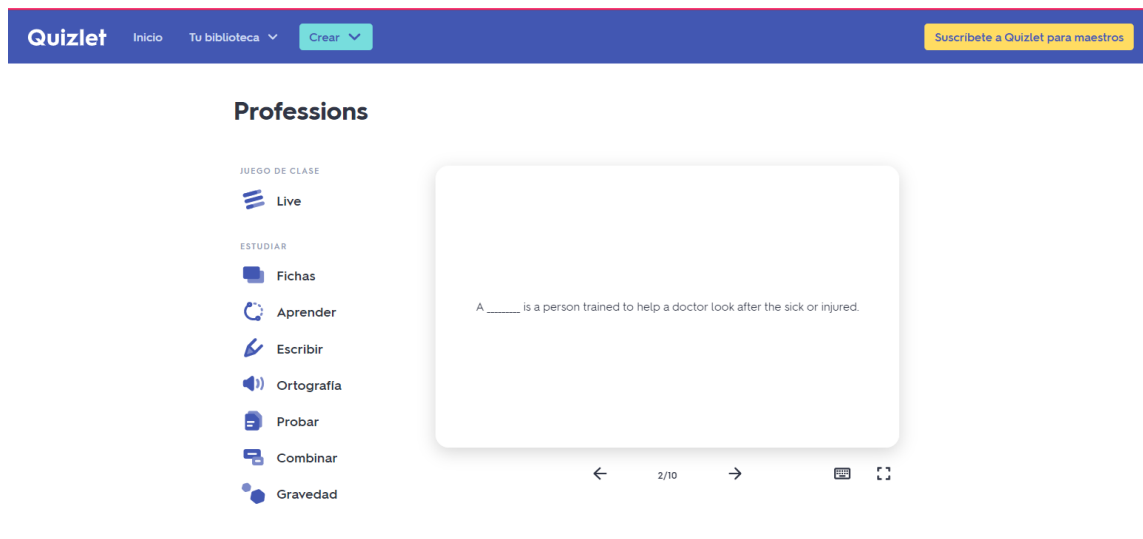 Quizlet Inicio Tu biblioteca Crear Suscríbete a Quizlet para maestros
Professions
JUEGO DE CLASE
Live
ESTUDIAR
Fichas
Aprender
Escribir
Ortografía
Probar
Combinar
Gravedad
A ________ is a person trained to help a doctor look after the sick or injured.
2/10